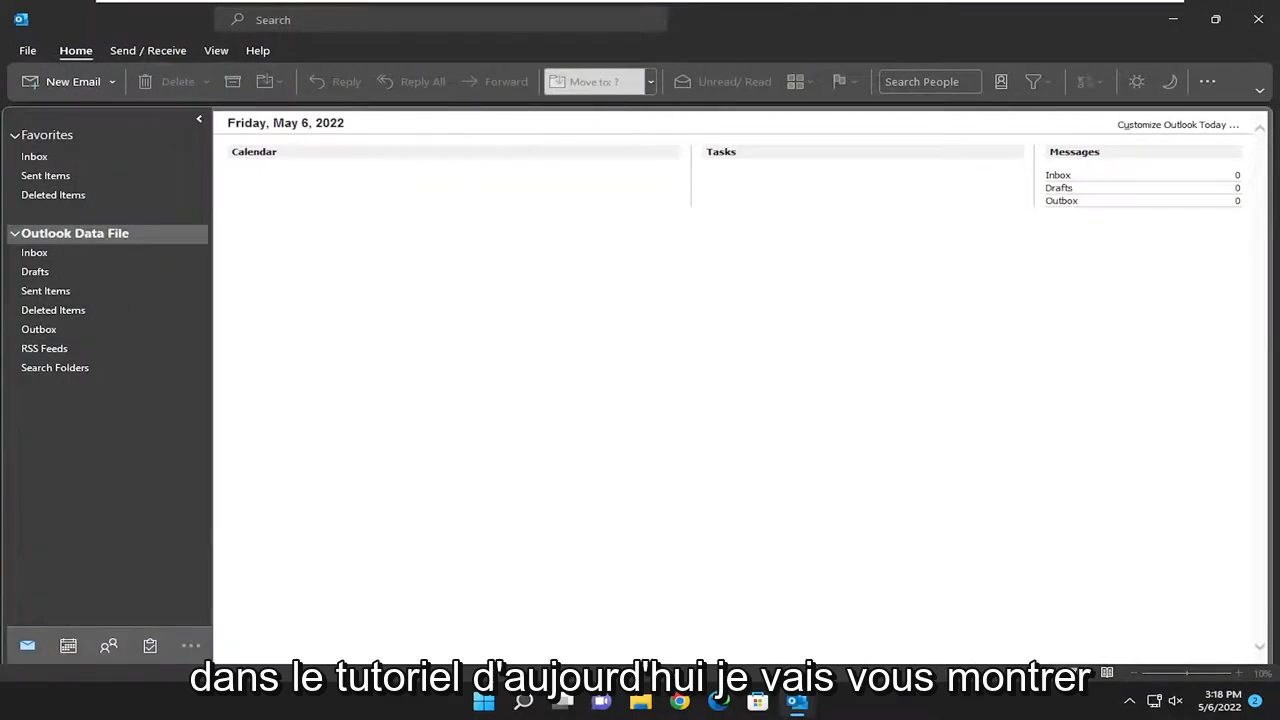 Search
File Home Send / Receive View Help
New Email Delete Reply Reply All Forward Move to: ? Unread/ Read Search People
Favorites
Inbox
Sent Items
Deleted Items
Outlook Data File
Inbox
Drafts
Sent Items
Deleted Items
Outbox
RSS Feeds
Search Folders
Friday, May 6, 2022
Customize Outlook Today ...
Calendar Tasks Messages
Inbox 0
Drafts 0
Outbox 0
10%
dans le tutoriel d'aujourd'hui je vais vous montrer
3:18 PM
5/6/2022
2